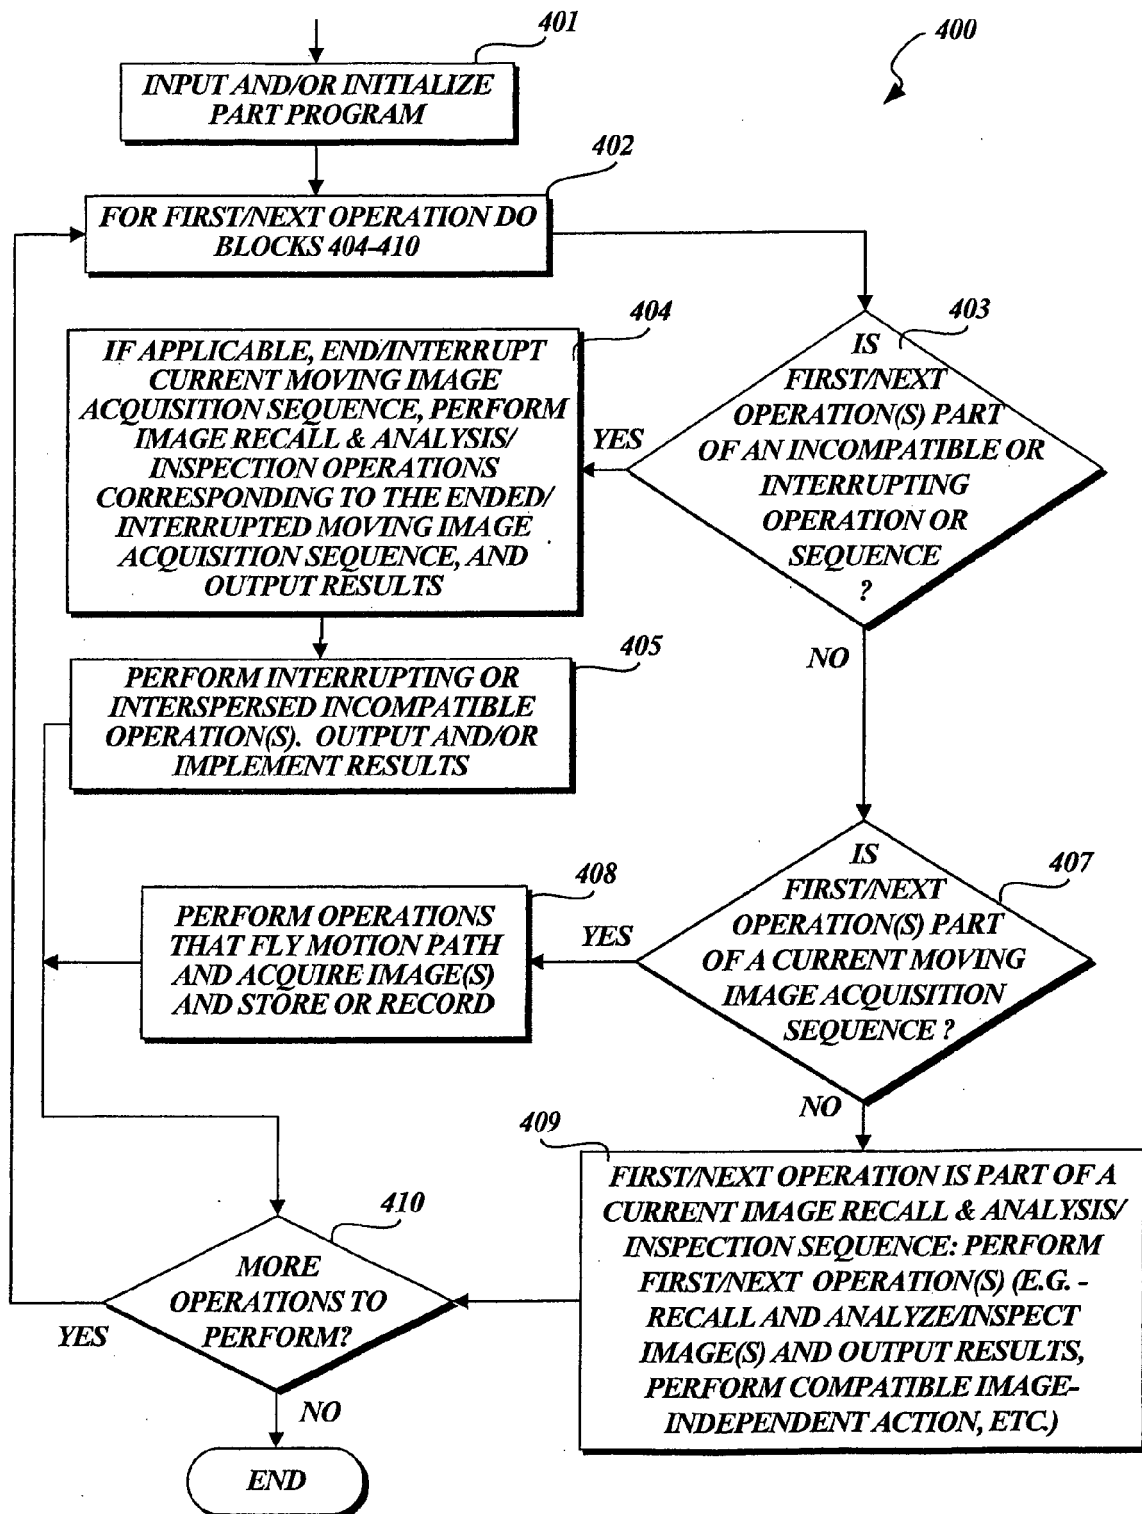 401
400
INPUT AND/OR INITIALIZE
PART PROGRAM
402
FOR FIRST/NEXT OPERATION DO
BLOCKS 404-410
403
IS
FIRST/NEXT
OPERATION(S) PART
OF AN INCOMPATIBLE OR
INTERRUPTING
OPERATION OR
SEQUENCE
?
YES
NO
404
IF APPLICABLE, END/INTERRUPT
CURRENT MOVING IMAGE
ACQUISITION SEQUENCE, PERFORM
IMAGE RECALL & ANALYSIS/
INSPECTION OPERATIONS
CORRESPONDING TO THE ENDED/
INTERRUPTED MOVING IMAGE
ACQUISITION SEQUENCE, AND
OUTPUT RESULTS
405
PERFORM INTERRUPTING OR
INTERSPERSED INCOMPATIBLE
OPERATION(S). OUTPUT AND/OR
IMPLEMENT RESULTS
407
IS
FIRST/NEXT
OPERATION(S) PART
OF A CURRENT MOVING
IMAGE ACQUISITION
SEQUENCE ?
YES
NO
408
PERFORM OPERATIONS
THAT FLY MOTION PATH
AND ACQUIRE IMAGE(S)
AND STORE OR RECORD
409
FIRST/NEXT OPERATION IS PART OF A
CURRENT IMAGE RECALL & ANALYSIS/
INSPECTION SEQUENCE: PERFORM
FIRST/NEXT OPERATION(S) (E.G. -
RECALL AND ANALYZE/INSPECT
IMAGE(S) AND OUTPUT RESULTS,
PERFORM COMPATIBLE IMAGE-
INDEPENDENT ACTION, ETC.)
410
MORE
OPERATIONS TO
PERFORM?
YES
NO
END